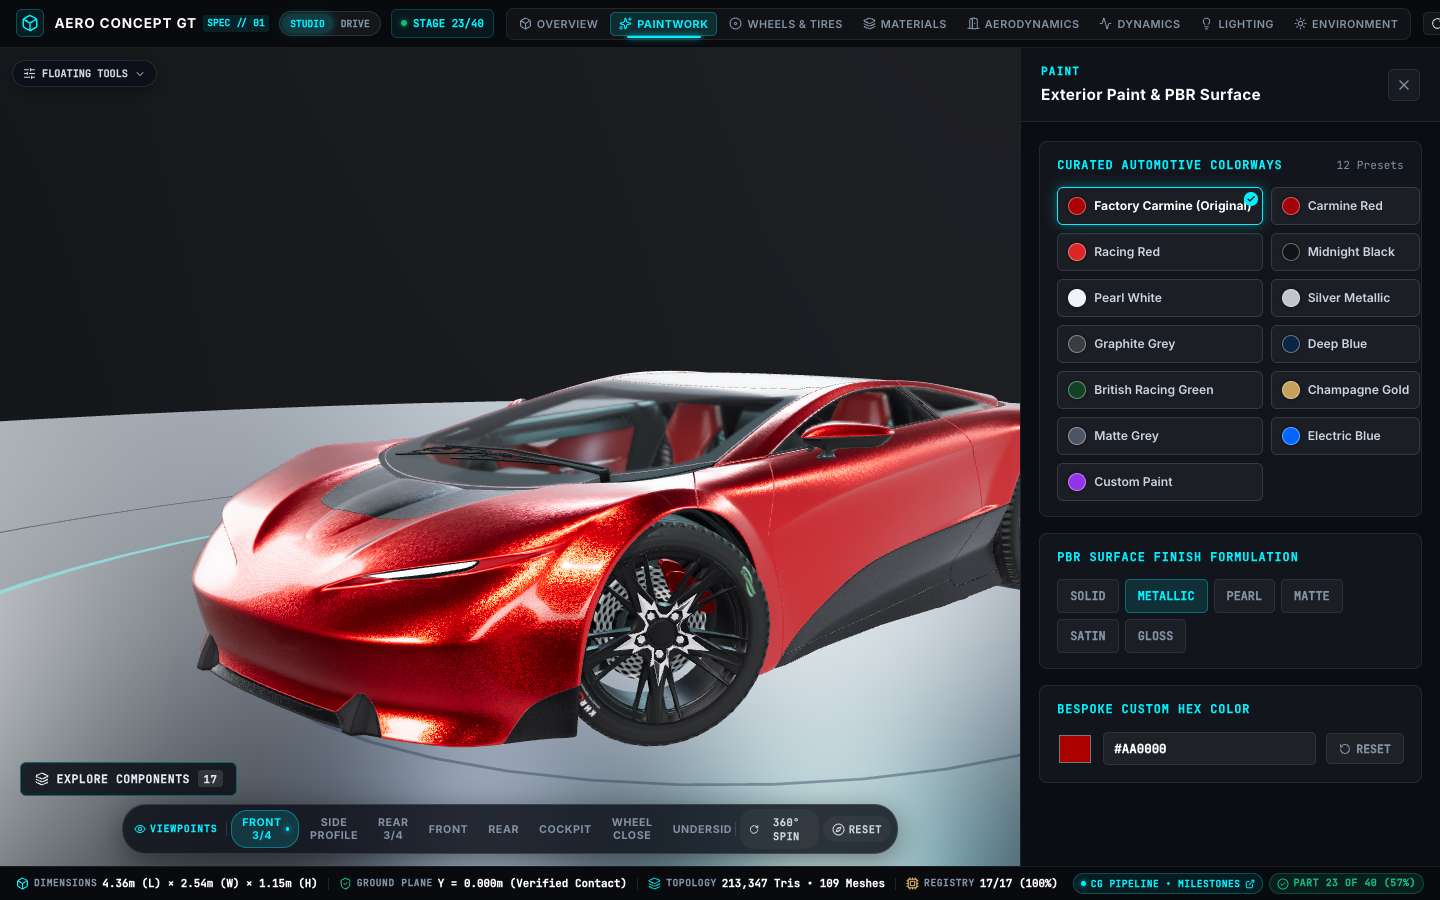 AERO CONCEPT GT SPEC // 01 STUDIO DRIVE STAGE 23/40 OVERVIEW PAINTWORK WHEELS & TIRES MATERIALS AERODYNAMICS DYNAMICS LIGHTING ENVIRONMENT
FLOATING TOOLS
PAINT
Exterior Paint & PBR Surface
CURATED AUTOMOTIVE COLORWAYS 12 Presets
Factory Carmine (Original) Carmine Red
Racing Red Midnight Black
Pearl White Silver Metallic
Graphite Grey Deep Blue
British Racing Green Champagne Gold
Matte Grey Electric Blue
Custom Paint
PBR SURFACE FINISH FORMULATION
SOLID METALLIC PEARL MATTE
SATIN GLOSS
BESPOKE CUSTOM HEX COLOR
#AA0000 RESET
EXPLORE COMPONENTS 17
VIEWPOINTS
FRONT
3/4
SIDE
PROFILE
REAR
3/4
FRONT
REAR
COCKPIT
WHEEL
CLOSE
UNDERSID
360°
SPIN
RESET
DIMENSIONS 4.36m (L) × 2.54m (W) × 1.15m (H) GROUND PLANE Y = 0.000m (Verified Contact) TOPOLOGY 213,347 Tris • 109 Meshes REGISTRY 17/17 (100%) CG PIPELINE • MILESTONES PART 23 OF 40 (57%)